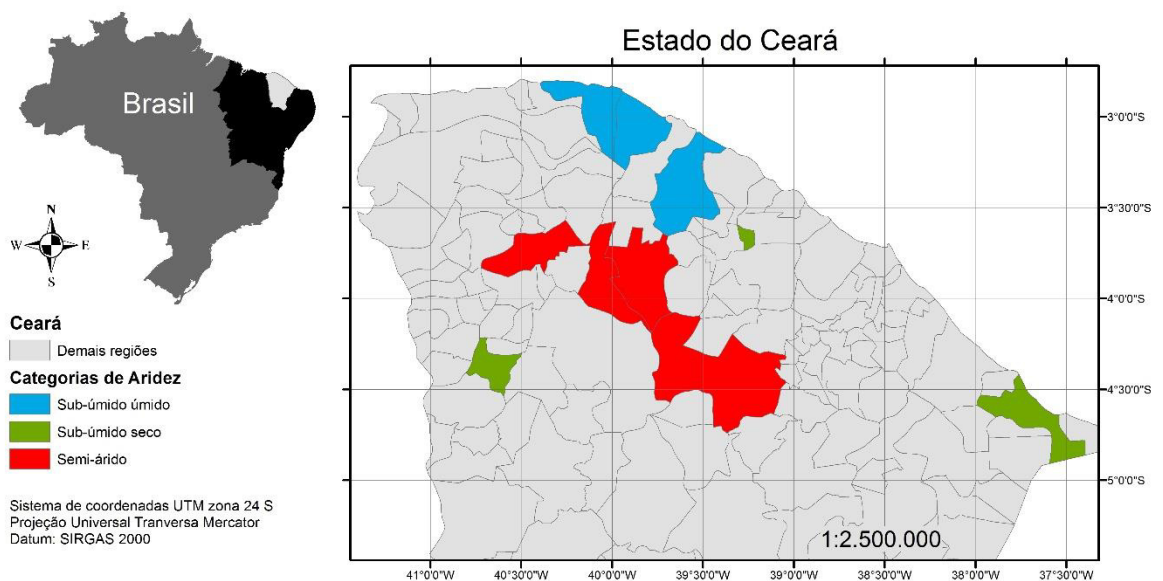 Estado do Ceará
Brasil
N
W
E
S
Ceará
Demais regiões
Categorias de Aridez
Sub-úmido úmido
Sub-úmido seco
Semi-árido
Sistema de coordenadas UTM zona 24 S
Projeção Universal Tranversa Mercator
Datum: SIRGAS 2000
3°0'0"S
3°30'0"S
4°0'0"S
4°30'0"S
5°0'0"S
1:2.500.000
41°0'0"W
40°30'0"W
40°0'0"W
39°30'0"W
39°0'0"W
38°30'0"W
38°0'0"W
37°30'0"W